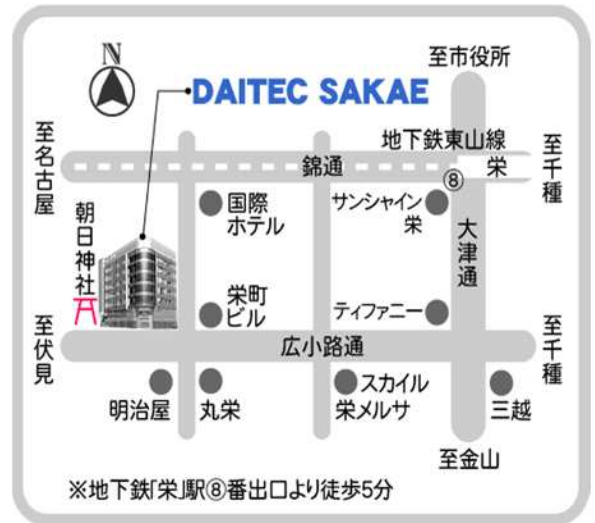 N
至市役所
DAITEC SAKAE
地下鉄東山線
至名古屋
錦通
栄
至千種
⑧
国際
ホテル
サンシャイン
栄
朝日神社
大津通
栄町
ビル
ティファニー
至伏見
広小路通
至千種
明治屋
丸栄
スカイル
栄メルサ
三越
至金山
※地下鉄「栄」駅⑧番出口より徒歩5分